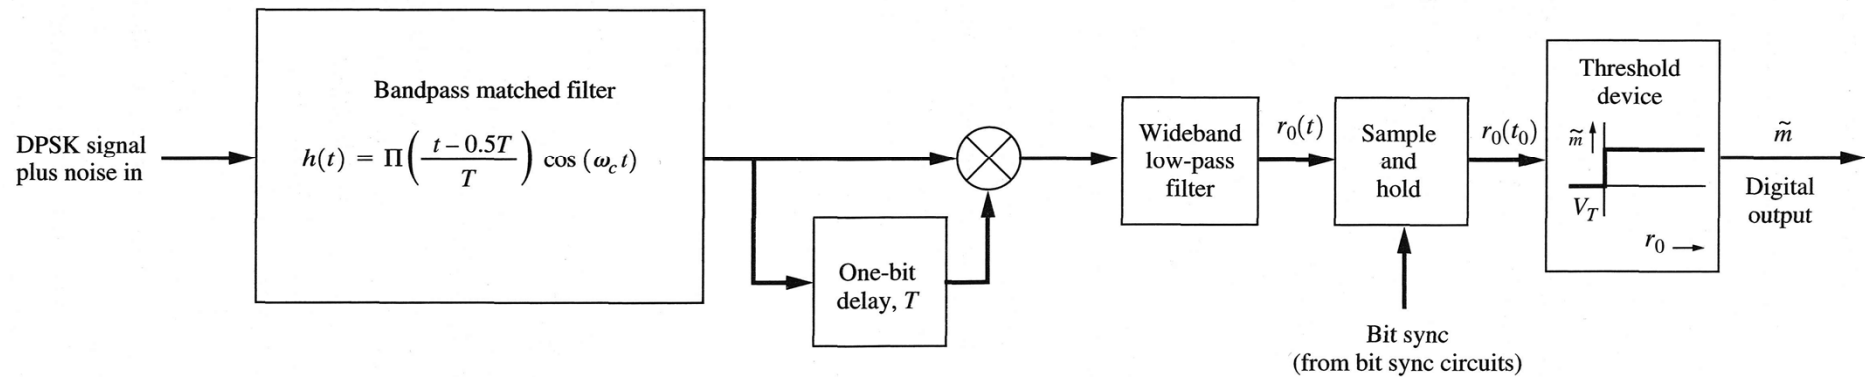 DPSK signal
plus noise in
Bandpass matched filter
h(t) = Π((t – 0.5T)/T) cos (ω_c t)
One-bit
delay, T
Wideband
low-pass
filter
r_0(t)
Sample
and
hold
r_0(t_0)
Bit sync
(from bit sync circuits)
Threshold
device
m̃
V_T
r_0
m̃
Digital
output